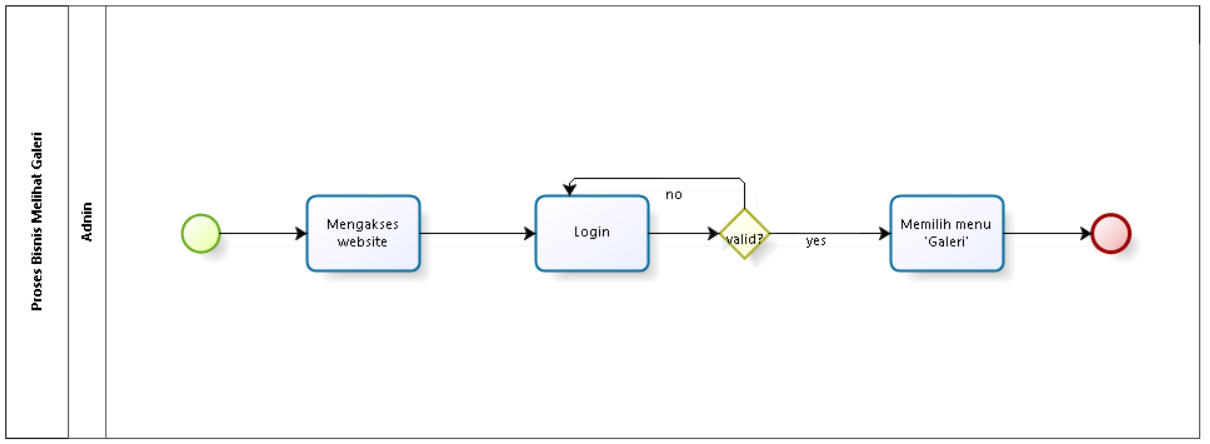 Proses Bisnis Melihat Galeri
Adnin
Mengakses
website
Login
no
valid?
yes
Memilih menu
'Galeri'